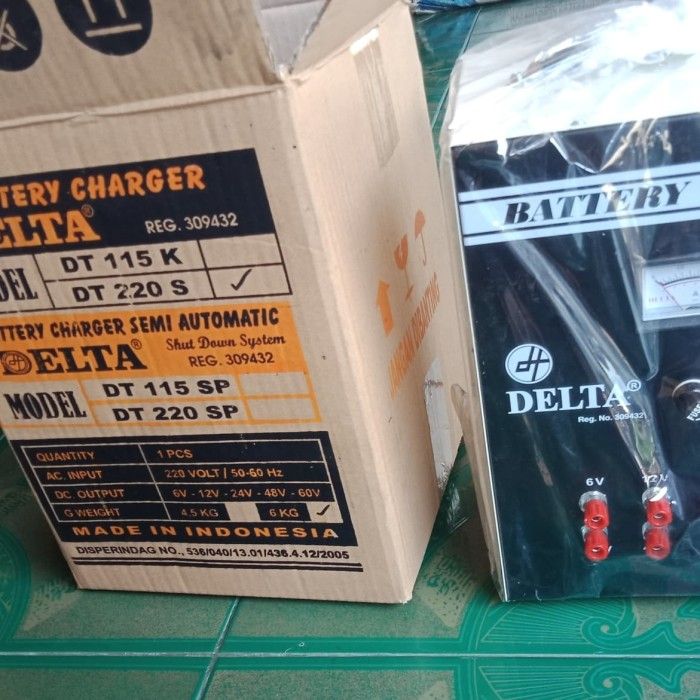 TTERY CHARGER
ELTA®
REG. 309432
DEL
DT 115 K
DT 220 S ✓
TTERY CHARGER SEMI AUTOMATIC
DELTA®
Shut Down System
REG. 309432
MODEL
DT 115 SP
DT 220 SP
QUANTITY 1 PCS
AC. INPUT 220 VOLT / 50-60 Hz
DC. OUTPUT 6V - 12V - 24V - 48V - 60V
G WEIGHT 4.5 KG 6 KG ✓
MADE IN INDONESIA
DISPERINDAG NO., 536/040/13.01/436.4.12/2005
JANGAN DIBANTING
BATTERY
DELTA®
Reg. No. 309432
6V
12V